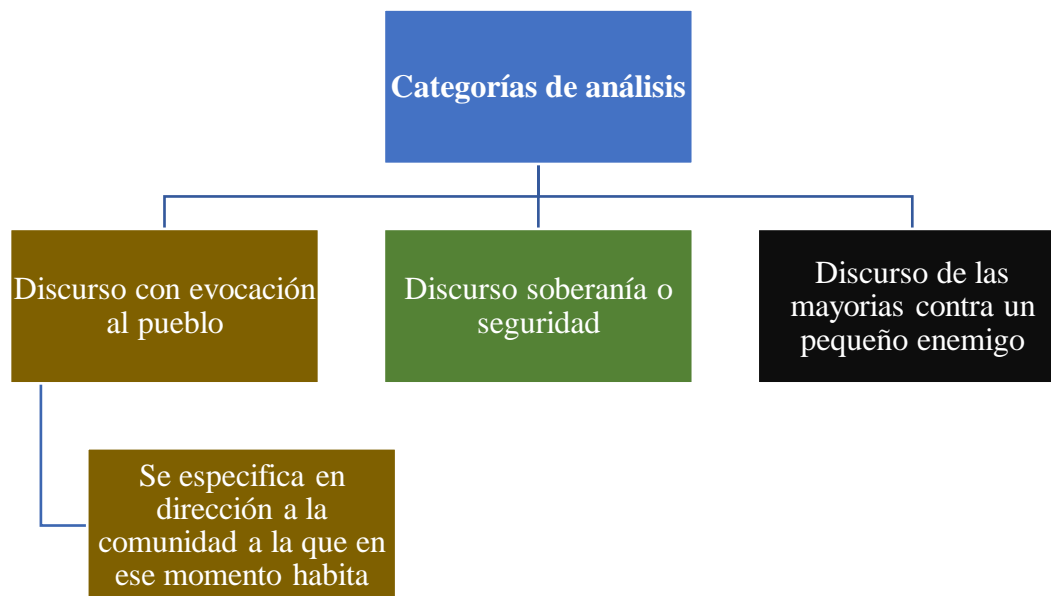 Categorías de análisis
Discurso con evocación
al pueblo
Discurso soberanía o
seguridad
Discurso de las
mayorias contra un
pequeño enemigo
Se especifica en
dirección a la
comunidad a la que en
ese momento habita